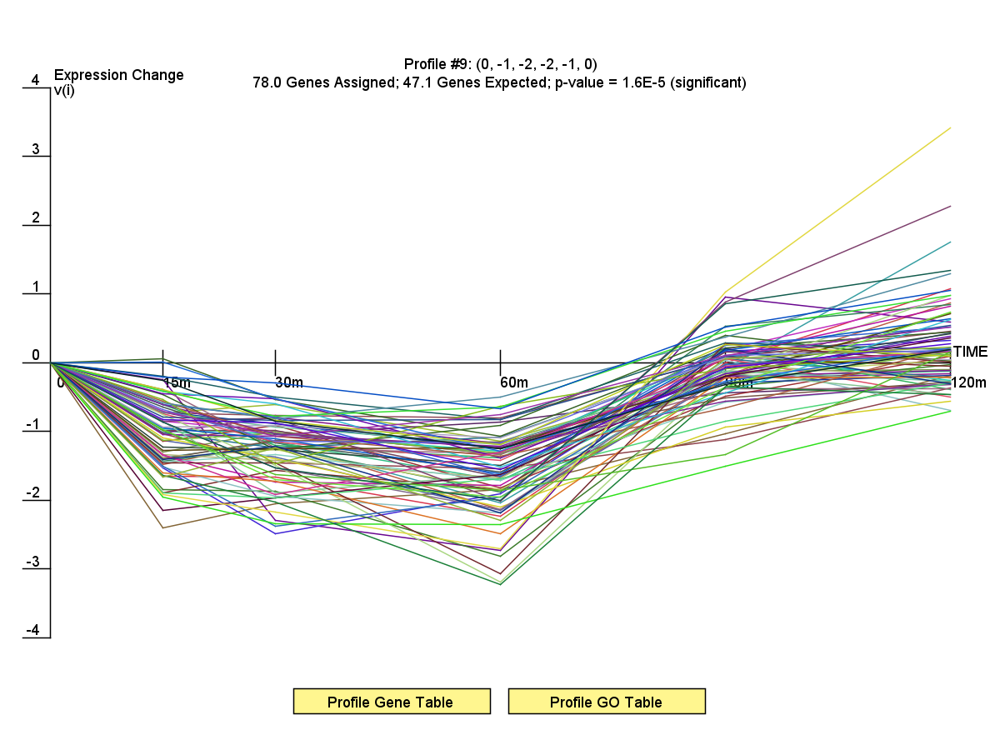 Profile #9: (0, -1, -2, -2, -1, 0)
78.0 Genes Assigned; 47.1 Genes Expected; p-value = 1.6E-5 (significant)
Expression Change
v(i)
4
3
2
1
0
-1
-2
-3
-4
0
15m
30m
60m
120m
TIME
Profile Gene Table
Profile GO Table